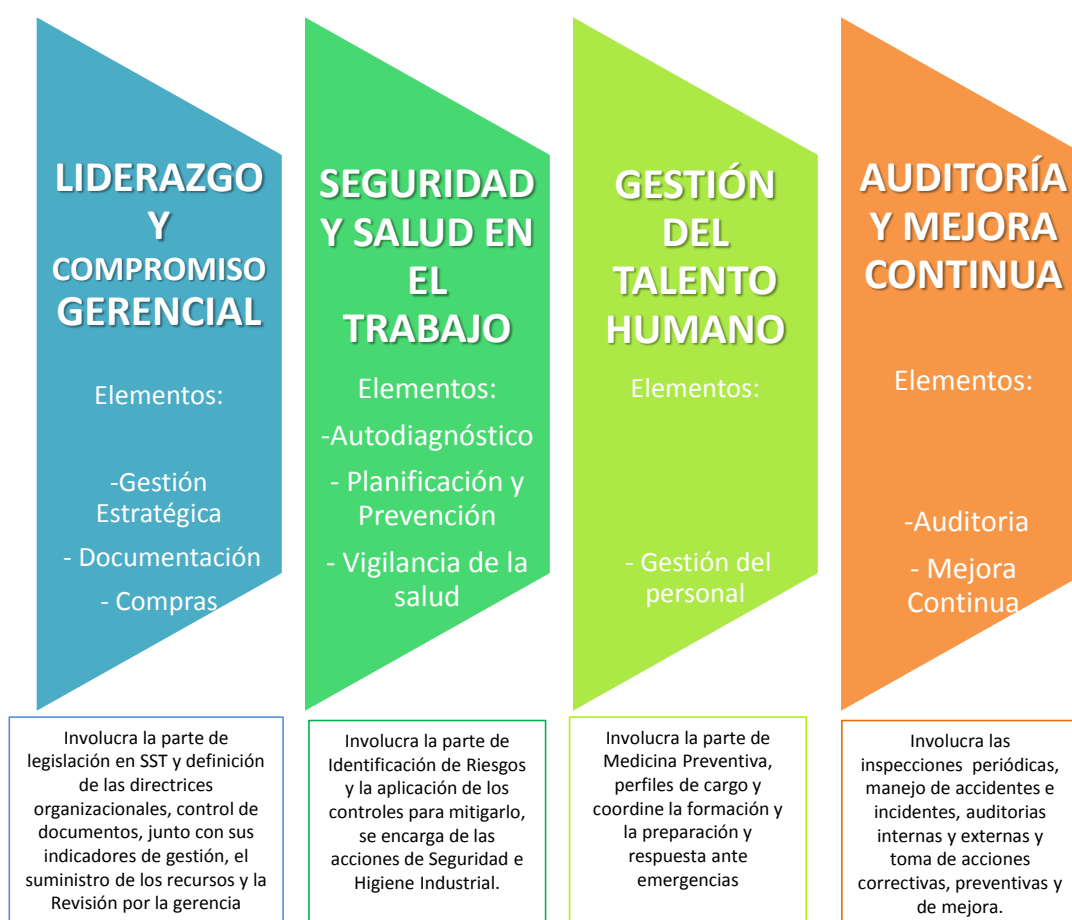 LIDERAZGO
Y
COMPROMISO
GERENCIAL
Elementos:
-Gestión
Estratégica
- Documentación
- Compras
SEGURIDAD
Y SALUD EN
EL
TRABAJO
Elementos:
-Autodiagnóstico
- Planificación y
Prevención
- Vigilancia de la
salud
GESTIÓN
DEL
TALENTO
HUMANO
Elementos:
- Gestión del
personal
AUDITORÍA
Y MEJORA
CONTINUA
Elementos:
-Auditoria
- Mejora
Continua
Involucra la parte de
legislación en SST y definición
de las directrices
organizacionales, control de
documentos, junto con sus
indicadores de gestión, el
suministro de los recursos y la
Revisión por la gerencia
Involucra la parte de
Identificación de Riesgos
y la aplicación de los
controles para mitigarlo,
se encarga de las
acciones de Seguridad e
Higiene Industrial.
Involucra la parte de
Medicina Preventiva,
perfiles de cargo y
coordine la formación y
la preparación y
respuesta ante
emergencias
Involucra las
inspecciones periódicas,
manejo de accidentes e
incidentes, auditorias
internas y externas y
toma de acciones
correctivas, preventivas y
de mejora.